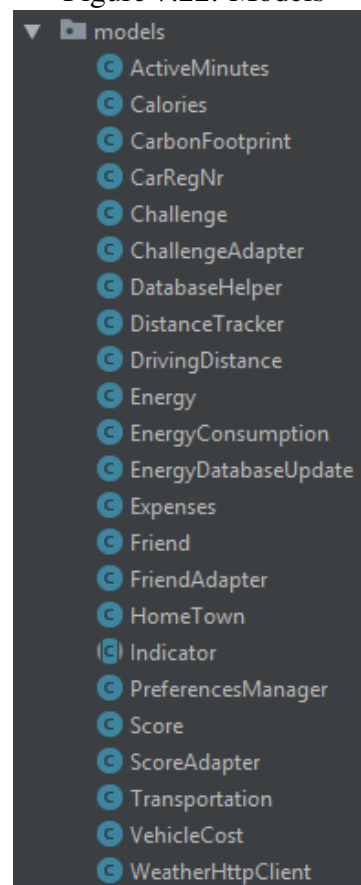 Figure 7.22: Models
models
ActiveMinutes
Calories
CarbonFootprint
CarRegNr
Challenge
ChallengeAdapter
DatabaseHelper
DistanceTracker
DrivingDistance
Energy
EnergyConsumption
EnergyDatabaseUpdate
Expenses
Friend
FriendAdapter
HomeTown
Indicator
PreferencesManager
Score
ScoreAdapter
Transportation
VehicleCost
WeatherHttpClient